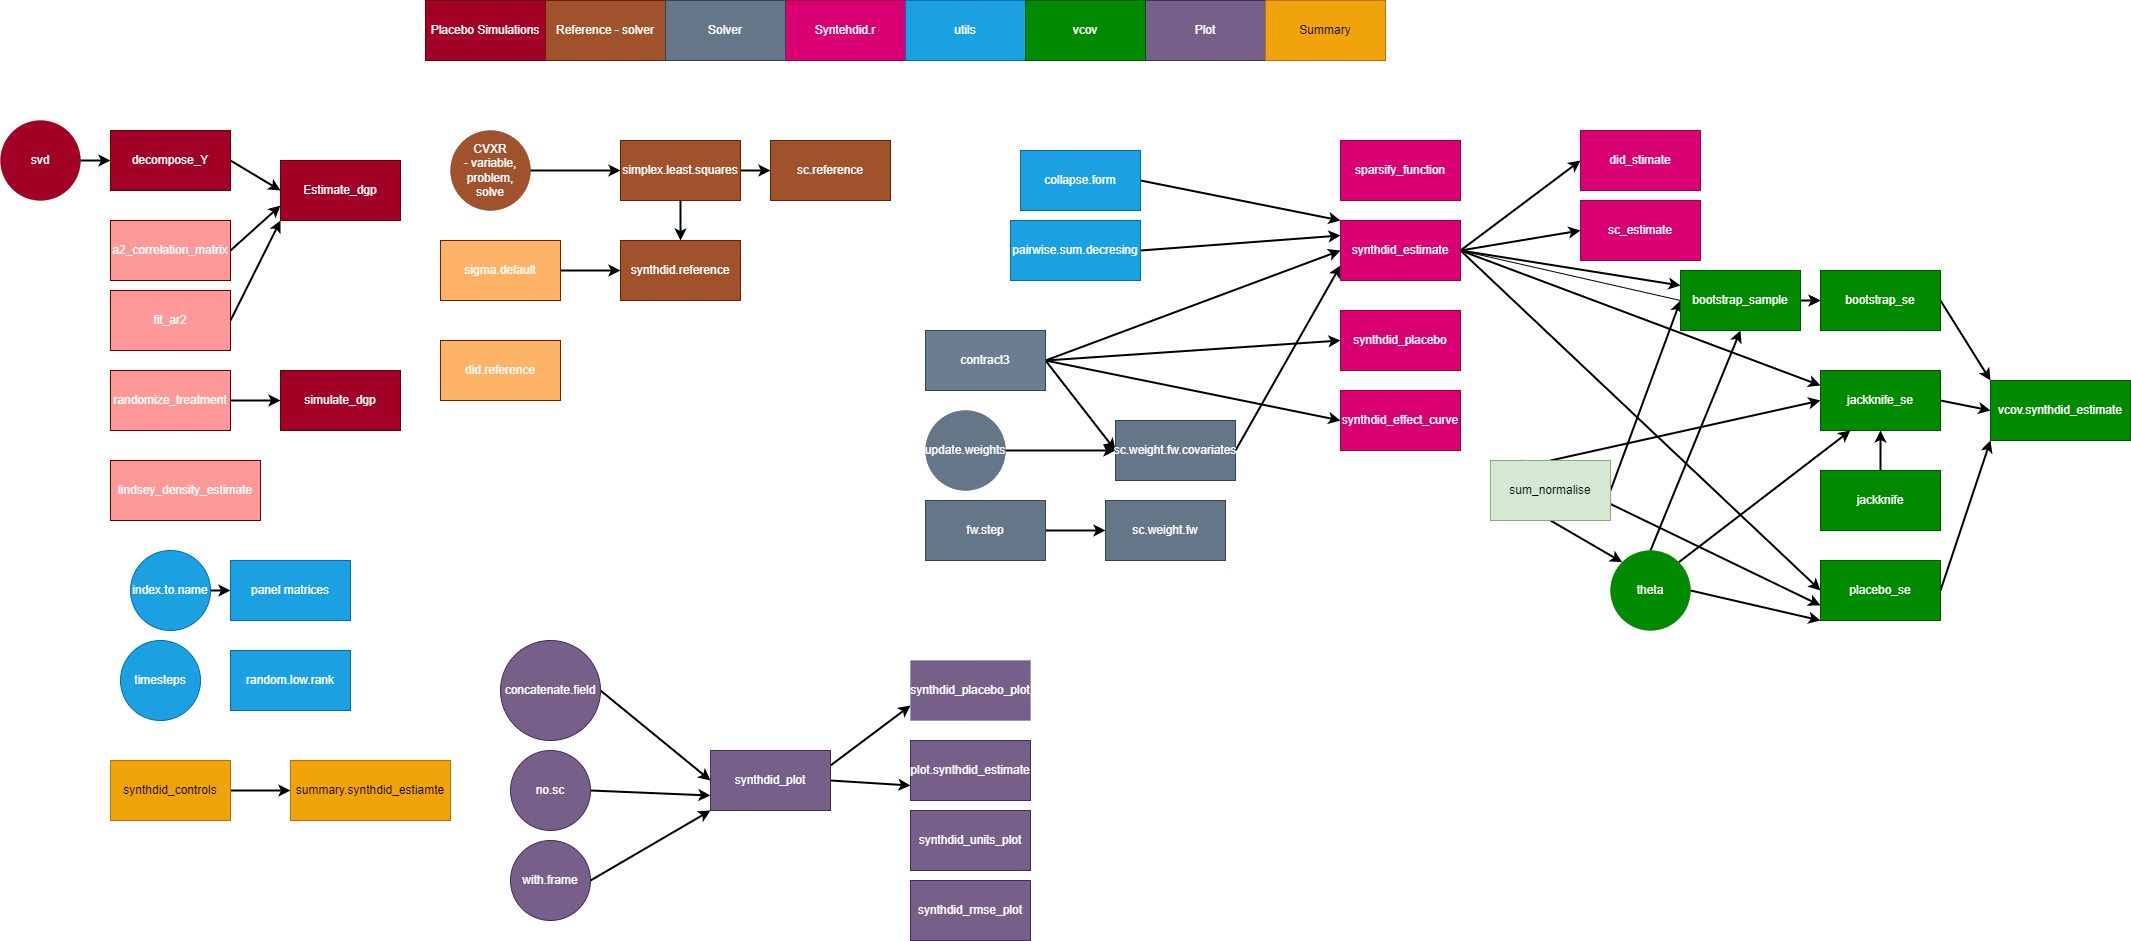 Placebo Simulations
Reference - solver
Solver
Syntehdid.r
utils
vcov
Plot
Summary
svd
decompose_Y
Estimate_dgp
a2_correlation_matrix
fit_ar2
randomize_treatment
simulate_dgp
lindsey_density_estimate
CVXR
- variable,
problem,
solve
simplex.least.squares
sc.reference
sigma.default
synthdid.reference
did.reference
collapse.form
pairwise.sum.decresing
contract3
update.weights
sc.weight.fw.covariates
fw.step
sc.weight.fw
sparsify_function
synthdid_estimate
synthdid_placebo
synthdid_effect_curve
did_stimate
sc_estimate
bootstrap_sample
bootstrap_se
jackknife_se
vcov.synthdid_estimate
sum_normalise
jackknife
theta
placebo_se
index.to.name
panel matrices
timesteps
random.low.rank
synthdid_controls
summary.synthdid_estiamte
concatenate.field
no.sc
with.frame
synthdid_plot
synthdid_placebo_plot
plot.synthdid_estimate
synthdid_units_plot
synthdid_rmse_plot